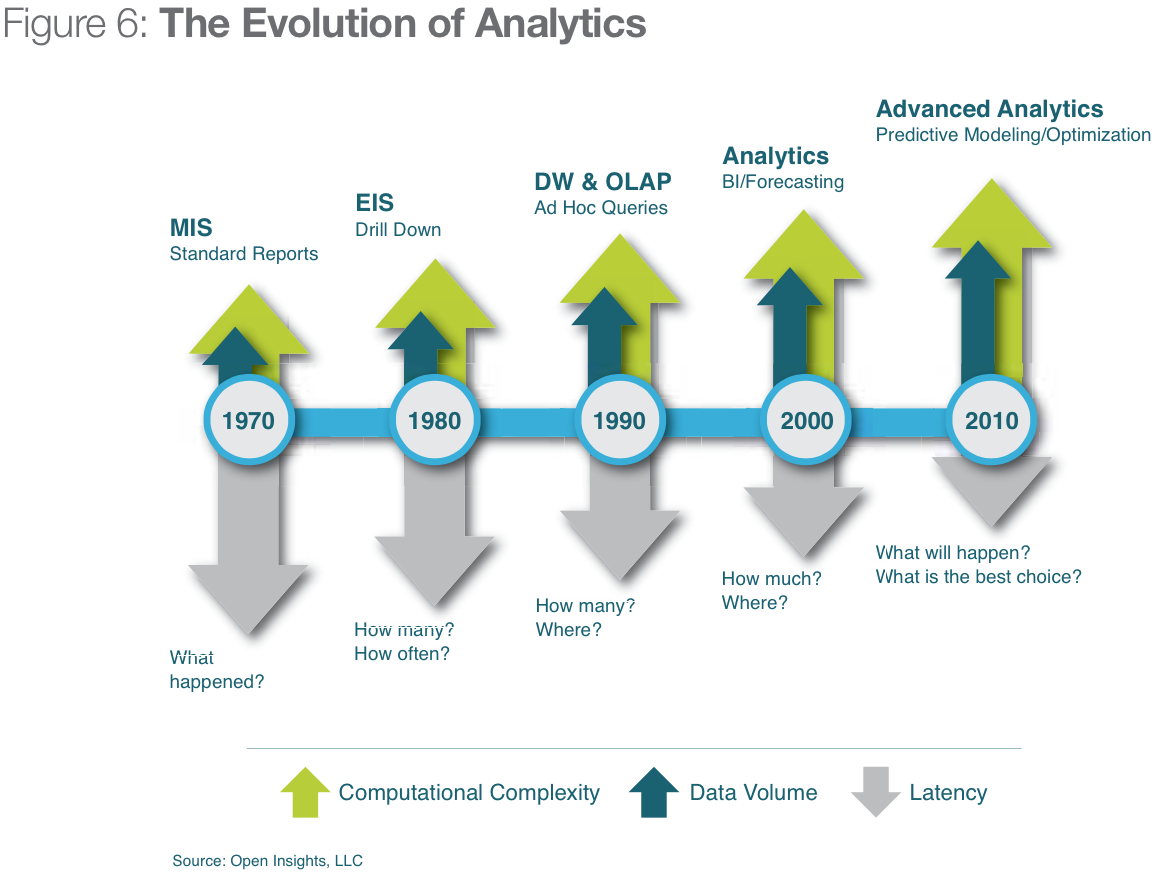 Figure 6: The Evolution of Analytics
Advanced Analytics
Predictive Modeling/Optimization
Analytics
BI/Forecasting
DW & OLAP
Ad Hoc Queries
EIS
Drill Down
MIS
Standard Reports
1970
1980
1990
2000
2010
What will happen?
What is the best choice?
How much?
Where?
How many?
Where?
How many?
How often?
What
happened?
Computational Complexity
Data Volume
Latency
Source: Open Insights, LLC